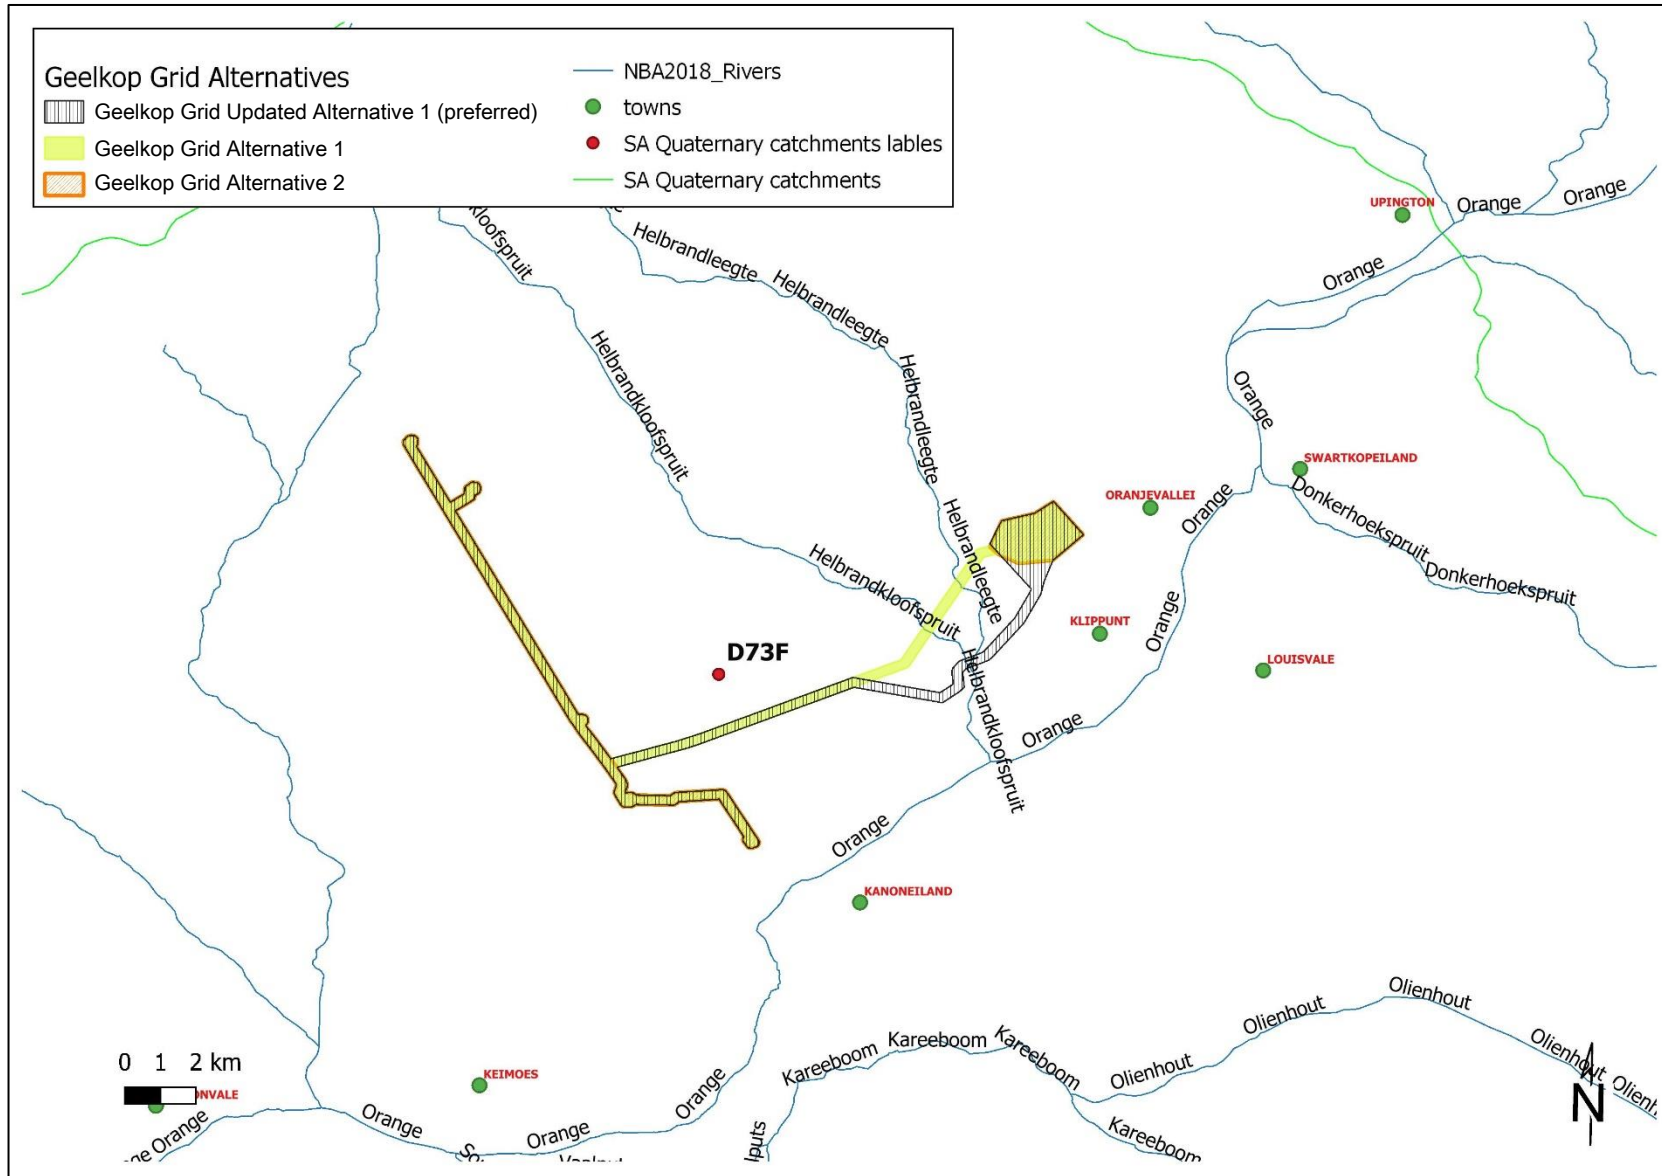 Geelkop Grid Alternatives
Geelkop Grid Updated Alternative 1 (preferred)
Geelkop Grid Alternative 1
Geelkop Grid Alternative 2
NBA2018_Rivers
towns
SA Quaternary catchments lables
SA Quaternary catchments
UPINGTON
Orange
Orange
Orange
kloofspruit
Helbrandleegte
Helbrandleegte
Helbrandleegte
Helbrandkloofspruit
Orange
SWARTKOPEILAND
ORANJEVALLEI
Orange
Donkerhoekspruit
Donkerhoekspruit
Helbrandleegte
Helbrandkloofspruit
KLIPPUNT
Orange
LOUISVALE
D73F
Helbrandkloofspruit
Orange
Orange
KANONEILAND
0 1 2 km
KEIMOES
ONVALE
Orange
Orange
Orange
Orange
Kareeboom
Kareeboom
Kareeboom
Kareeboom
Olienhout
Olienhout
Olienhout
Olienhout
Olienh
lputs
N